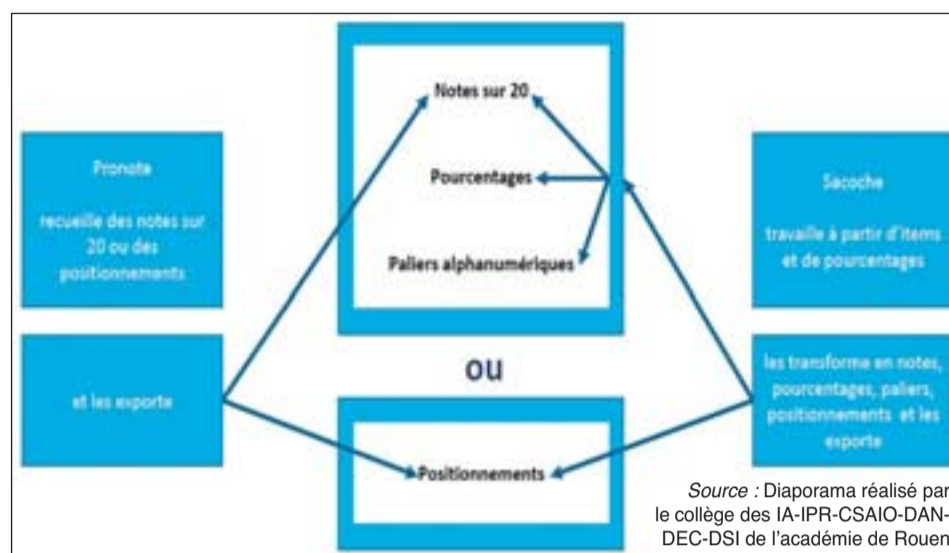 Pronote
recueille des notes sur
20 ou des
positionnements
et les exporte
Notes sur 20
Pourcentages
Paliers alphanumériques
ou
Positionnements
Sacoche
travaille à partir d'items
et de pourcentages
les transforme en notes,
pourcentages, paliers,
positionnements et les
exporte
Source : Diaporama réalisé par
le collège des IA-IPR-CSAIO-DAN-
DEC-DSI de l'académie de Rouen